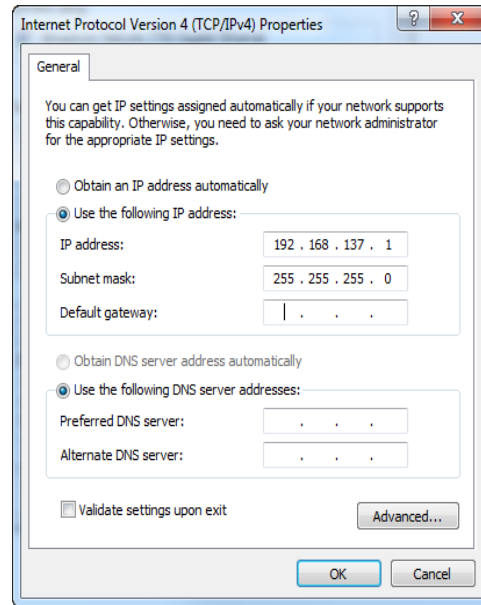 Internet Protocol Version 4 (TCP/IPv4) Properties
? X
General
You can get IP settings assigned automatically if your network supports
this capability. Otherwise, you need to ask your network administrator
for the appropriate IP settings.
Obtain an IP address automatically
Use the following IP address:
IP address: 192 . 168 . 137 . 1
Subnet mask: 255 . 255 . 255 . 0
Default gateway: . . .
Obtain DNS server address automatically
Use the following DNS server addresses:
Preferred DNS server: . . .
Alternate DNS server: . . .
Validate settings upon exit
Advanced...
OK Cancel